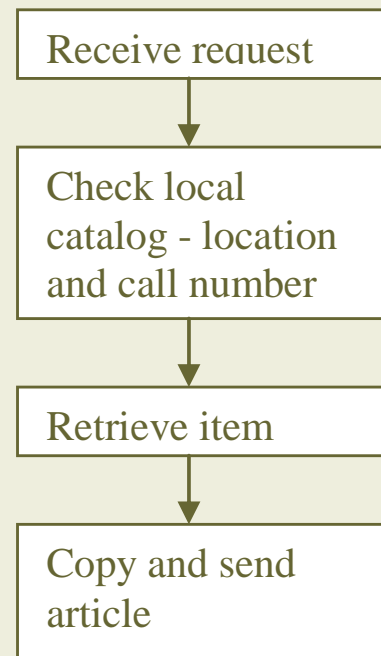 Receive request
Check local
catalog - location
and call number
Retrieve item
Copy and send
article